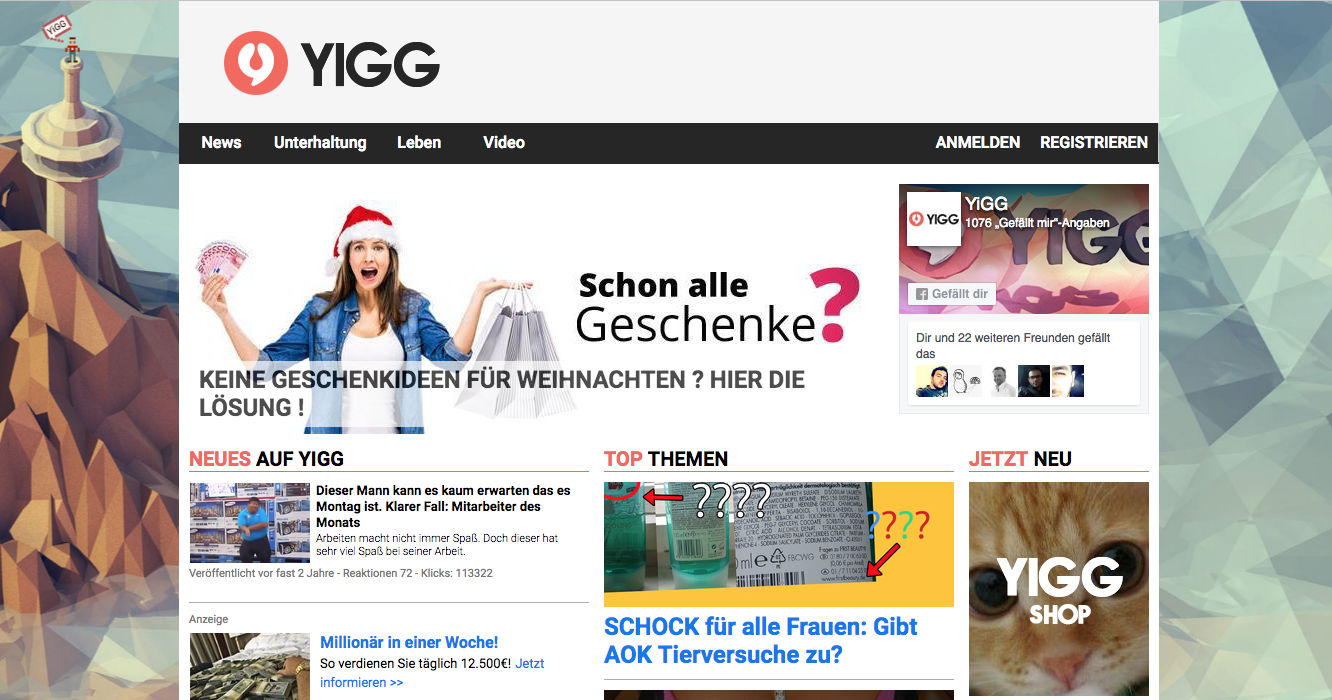 YiGG
YIGG
News
Unterhaltung
Leben
Video
ANMELDEN
REGISTRIEREN
Schon alle
Geschenke?
KEINE GESCHENKIDEEN FÜR WEIHNACHTEN ? HIER DIE
LÖSUNG !
YIGG
YiGG
1076 „Gefällt mir"-Angaben
Gefällt dir
Dir und 22 weiteren Freunden gefällt
das
NEUES AUF YIGG
Dieser Mann kann es kaum erwarten das es
Montag ist. Klarer Fall: Mitarbeiter des
Monats
Arbeiten macht nicht immer Spaß. Doch dieser hat
sehr viel Spaß bei seiner Arbeit.
Veröffentlicht vor fast 2 Jahre - Reaktionen 72 - Klicks: 113322
Anzeige
Millionär in einer Woche!
So verdienen Sie täglich 12.500€! Jetzt
informieren >>
TOP THEMEN
????
????
FBCWG
SCHOCK für alle Frauen: Gibt
AOK Tierversuche zu?
JETZT NEU
YIGG
SHOP